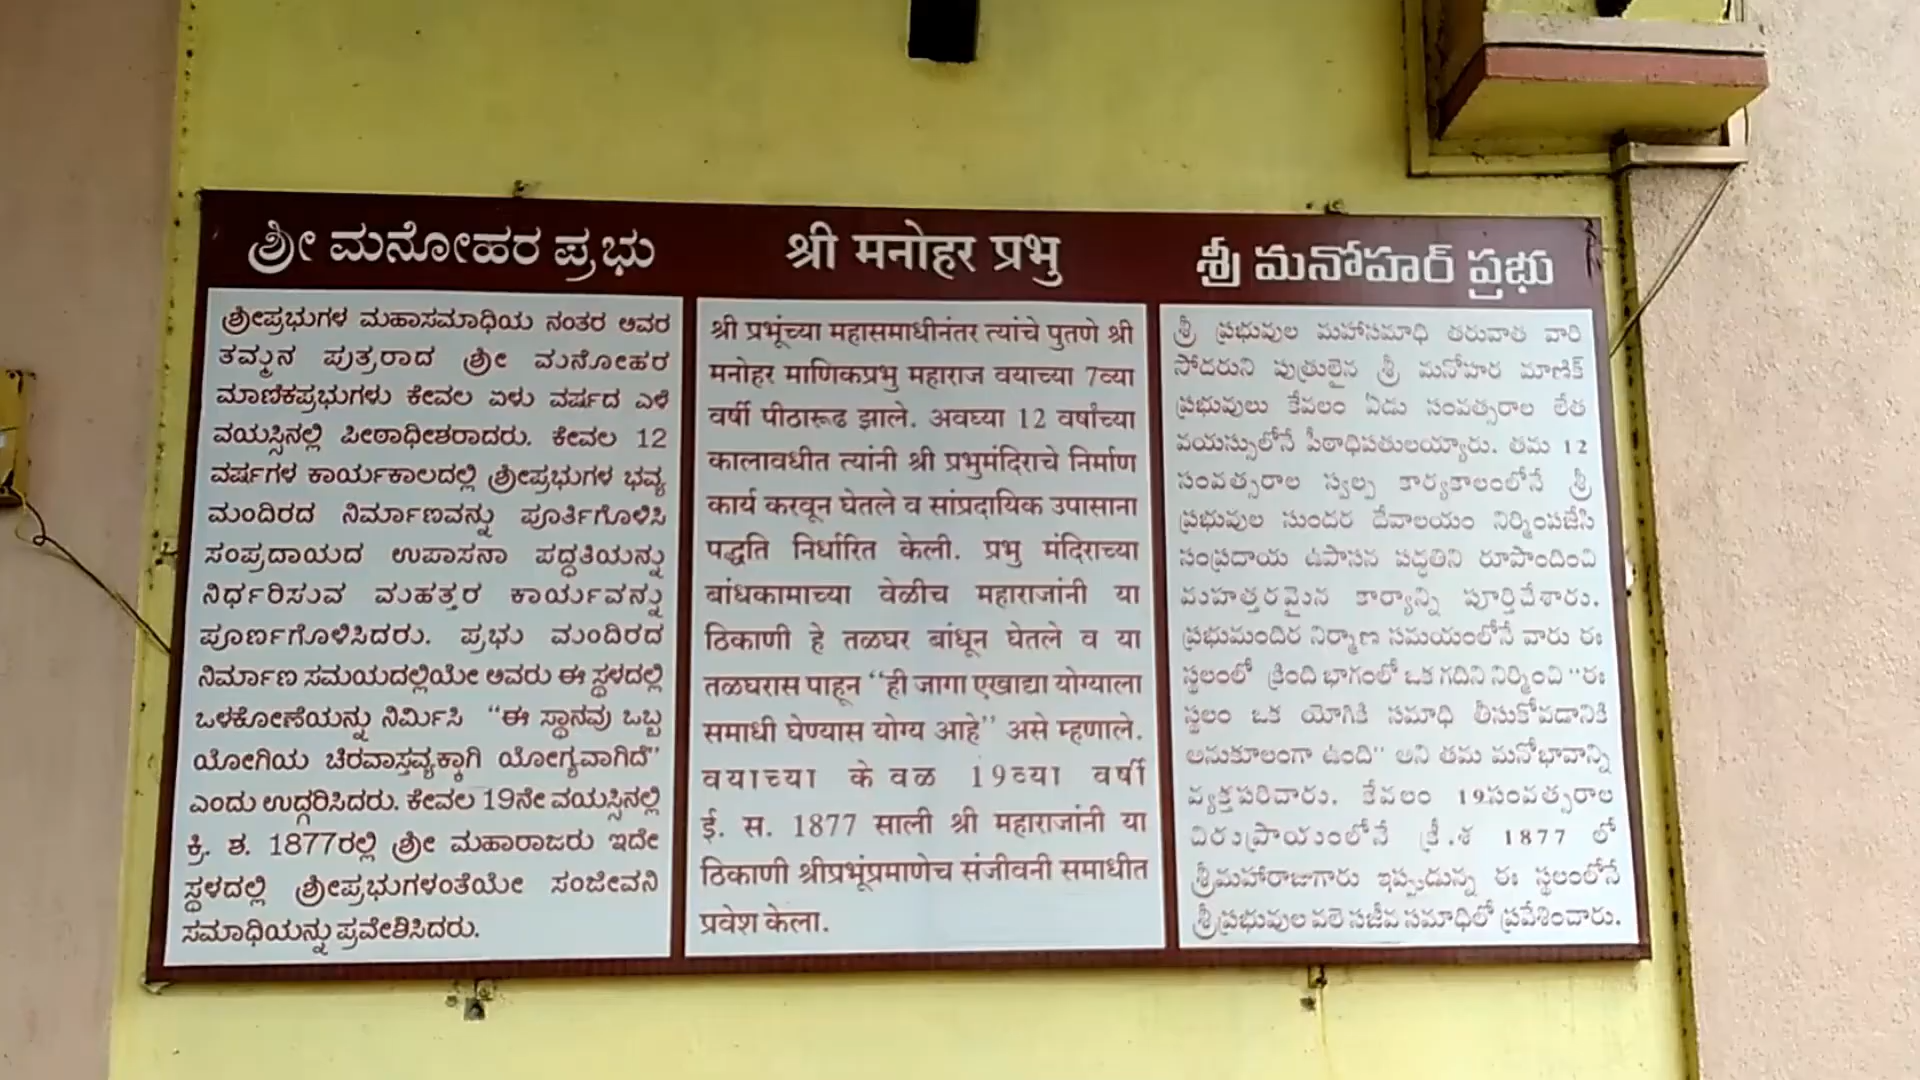 ಶ್ರೀ ಮನೋಹರ ಪ್ರಭು
ಶ್ರೀಪ್ರಭುಗಳ ಮಹಾಸಮಾಧಿಯ ನಂತರ ಅವರ
ತಮ್ಮನ ಪುತ್ರರಾದ ಶ್ರೀ ಮನೋಹರ
ಮಾಣಿಕಪ್ರಭುಗಳು ಕೇವಲ ಏಳು ವರ್ಷದ ಎಳೆ
ವಯಸ್ಸಿನಲ್ಲಿ ಪೀಠಾಧೀಶರಾದರು. ಕೇವಲ 12
ವರ್ಷಗಳ ಕಾರ್ಯಕಾಲದಲ್ಲಿ ಶ್ರೀಪ್ರಭುಗಳ ಭವ್ಯ
ಮಂದಿರದ ನಿರ್ಮಾಣವನ್ನು ಪೂರ್ತಿಗೊಳಿಸಿ
ಸಂಪ್ರದಾಯದ ಉಪಾಸನಾ ಪದ್ಧತಿಯನ್ನು
ನಿರ್ಧರಿಸುವ ಮಹತ್ತರ ಕಾರ್ಯವನ್ನು
ಪೂರ್ಣಗೊಳಿಸಿದರು. ಪ್ರಭು ಮಂದಿರದ
ನಿರ್ಮಾಣ ಸಮಯದಲ್ಲಿಯೇ ಅವರು ಈ ಸ್ಥಳದಲ್ಲಿ
ಒಳಕೋಣೆಯನ್ನು ನಿರ್ಮಿಸಿ "ಈ ಸ್ಥಾನವು ಒಬ್ಬ
ಯೋಗಿಯ ಚಿರವಾಸ್ತವ್ಯಕ್ಕಾಗಿ ಯೋಗ್ಯವಾಗಿದೆ"
ಎಂದು ಉದ್ಗರಿಸಿದರು. ಕೇವಲ 19ನೇ ವಯಸ್ಸಿನಲ್ಲಿ
ಕ್ರಿ. ಶ. 1877ರಲ್ಲಿ ಶ್ರೀ ಮಹಾರಾಜರು ಇದೇ
ಸ್ಥಳದಲ್ಲಿ ಶ್ರೀಪ್ರಭುಗಳಂತೆಯೇ ಸಂಜೀವನಿ
ಸಮಾಧಿಯನ್ನು ಪ್ರವೇಶಿಸಿದರು.
श्री मनोहर प्रभु
श्री प्रभूंच्या महासमाधीनंतर त्यांचे पुतणे श्री
मनोहर माणिकप्रभु महाराज वयाच्या 7व्या
वर्षी पीठारूढ झाले. अवघ्या 12 वर्षांच्या
कालावधीत त्यांनी श्री प्रभुमंदिराचे निर्माण
कार्य करवून घेतले व सांप्रदायिक उपासाना
पद्धति निर्धारित केली. प्रभु मंदिराच्या
बांधकामाच्या वेळीच महाराजांनी या
ठिकाणी हे तळघर बांधून घेतले व या
तळघरास पाहून "ही जागा एखाद्या योग्याला
समाधी घेण्यास योग्य आहे" असे म्हणाले.
वयाच्या केवळ 19व्या वर्षी
ई. स. 1877 साली श्री महाराजांनी या
ठिकाणी श्रीप्रभूंप्रमाणेच संजीवनी समाधीत
प्रवेश केला.
శ్రీ మనోహర్ ప్రభు
శ్రీ ప్రభువుల మహాసమాధి తరువాత వారి
సోదరుని పుత్రులైన శ్రీ మనోహర మాణిక్
ప్రభువులు కేవలం ఏడు సంవత్సరాల లేత
వయస్సులోనే పీఠాధిపతులయ్యారు. తమ 12
సంవత్సరాల స్వల్ప కార్యకాలంలోనే శ్రీ
ప్రభువుల సుందర దేవాలయం నిర్మింపజేసి
సంప్రదాయ ఉపాసన పద్ధతిని రూపొందించి
మహత్తరమైన కార్యాన్ని పూర్తిచేశారు.
ప్రభుమందిర నిర్మాణ సమయంలోనే వారు ఈ
స్థలంలో క్రింది భాగంలో ఒక గదిని నిర్మించి "ఈ
స్థలం ఒక యోగికి సమాధి తీసుకోవడానికి
అనుకూలంగా ఉంది" అని తమ మనోభావాన్ని
వ్యక్తపరిచారు. కేవలం 19సంవత్సరాల
చిరుప్రాయంలోనే క్రీ.శ 1877 లో
శ్రీమహారాజుగారు ఇప్పుడున్న ఈ స్థలంలోనే
శ్రీప్రభువుల వలె సజీవ సమాధిలో ప్రవేశించారు.